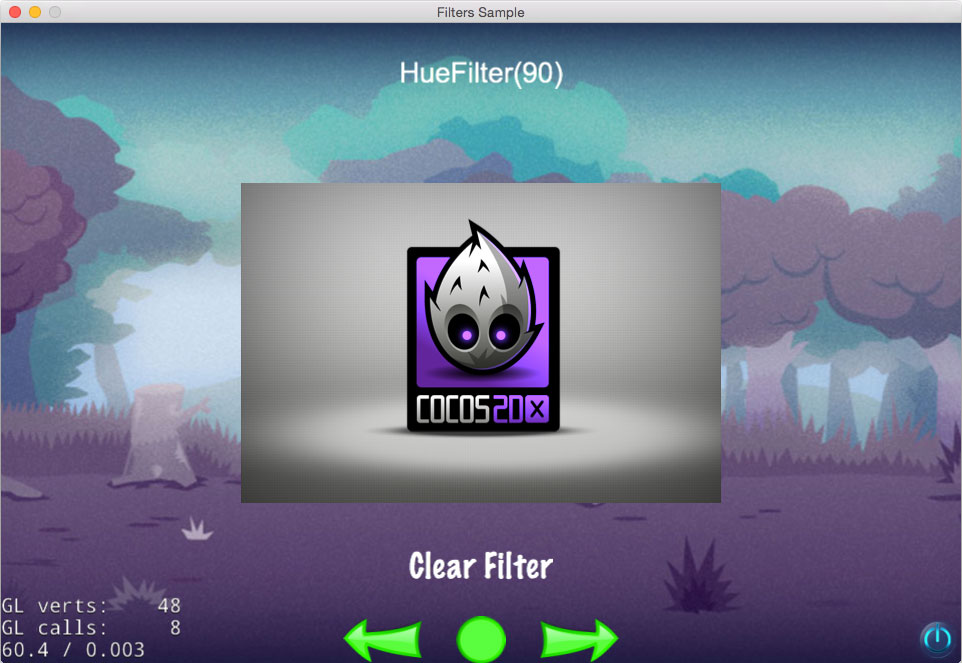 Filters Sample
HueFilter(90)
COCOS2DX
Clear Filter
GL verts: 48
GL calls: 8
60.4 / 0.003